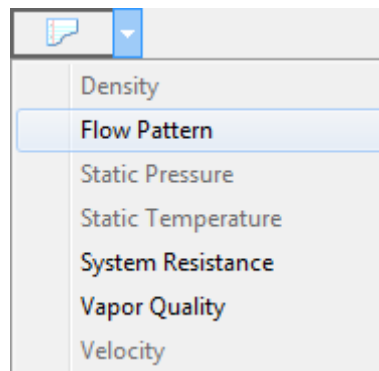 Density
Flow Pattern
Static Pressure
Static Temperature
System Resistance
Vapor Quality
Velocity